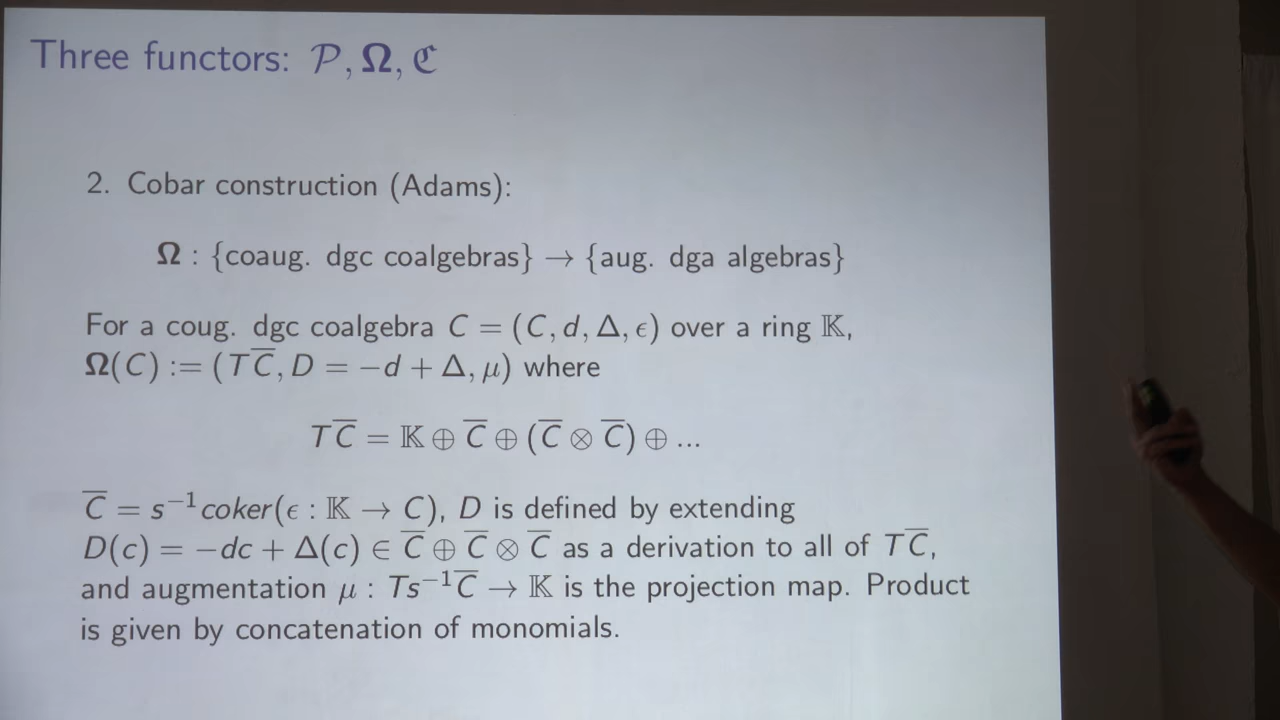 Three functors: 𝒫, Ω, ℭ
2. Cobar construction (Adams):
Ω : {coaug. dgc coalgebras} → {aug. dga algebras}
For a coug. dgc coalgebra C = (C, d, Δ, ϵ) over a ring 𝕂,
Ω(C) := (TC̅, D = −d + Δ, μ) where
TC̅ = 𝕂 ⊕ C̅ ⊕ (C̅ ⊗ C̅) ⊕ ...
C̅ = s⁻¹coker(ϵ : 𝕂 → C), D is defined by extending
D(c) = −dc + Δ(c) ∈ C̅ ⊕ C̅ ⊗ C̅ as a derivation to all of TC̅,
and augmentation μ : Ts⁻¹C̅ → 𝕂 is the projection map. Product
is given by concatenation of monomials.